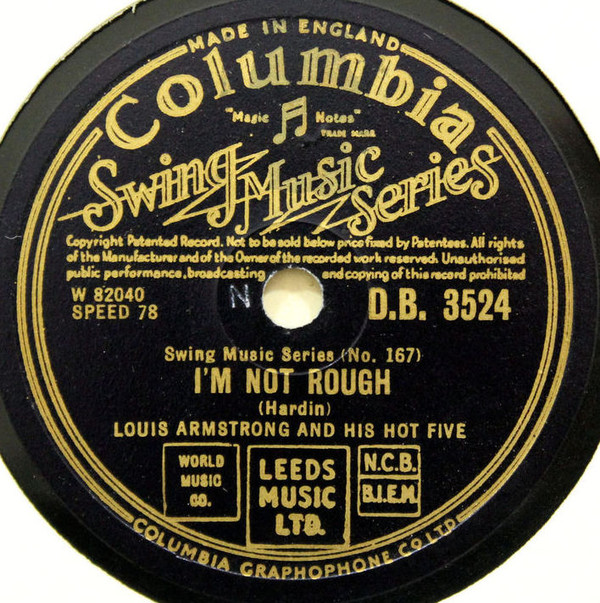 MADE IN ENGLAND
Columbia
"Magic Notes"
TRADE MARK
Swing Music Series
Copyright Patented Record. Not to be sold below price fixed by Patentees. All rights
of the Manufacturer and of the Owner of the recorded work reserved. Unauthorised
public performance, broadcasting and copying of this record prohibited
W 82040 N D.B. 3524
SPEED 78
Swing Music Series (No. 167)
I'M NOT ROUGH
(Hardin)
LOUIS ARMSTRONG AND HIS HOT FIVE
WORLD
MUSIC
CO.
LEEDS
MUSIC
LTD.
N.C.B.
B.I.E.M.
COLUMBIA GRAPHOPHONE CO. LTD.